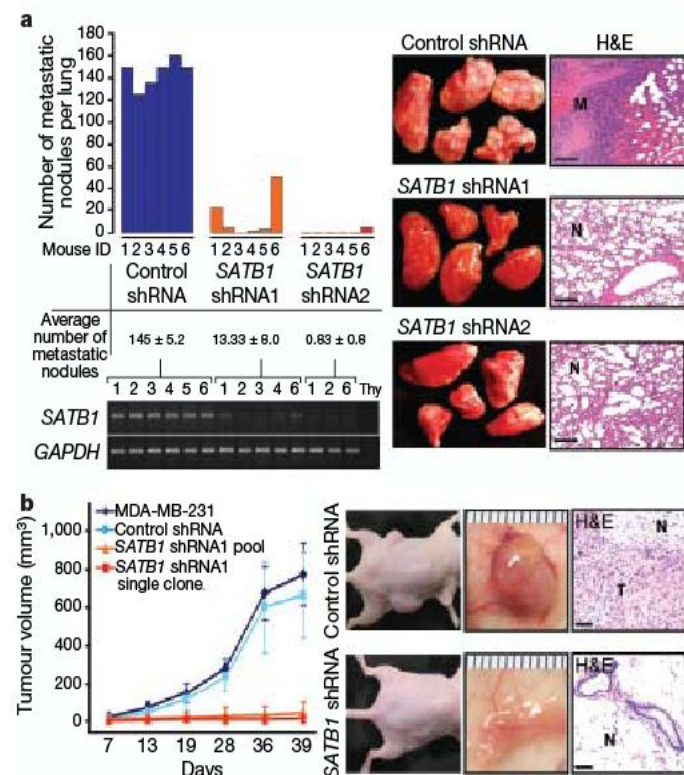 a
Number of metastatic
nodules per lung
180
160
140
120
100
80
60
40
20
0
Mouse ID 1 2 3 4 5 6 1 2 3 4 5 6 1 2 3 4 5 6
Control
shRNA
SATB1
shRNA1
SATB1
shRNA2
Average
number of
metastatic
nodules
145 ± 5.2
13.33 ± 8.0
0.83 ± 0.8
1 2 3 4 5 6 1 2 3 4 6 1 2 6 Thy
SATB1
GAPDH
Control shRNA
H&E
M
SATB1 shRNA1
N
SATB1 shRNA2
N
b
Tumour volume (mm³)
1,000
800
600
400
200
0
MDA-MB-231
Control shRNA
SATB1 shRNA1 pool
SATB1 shRNA1
single clone
7 13 19 28 36 39
Days
Control shRNA
H&E
N
T
SATB1 shRNA
H&E
N